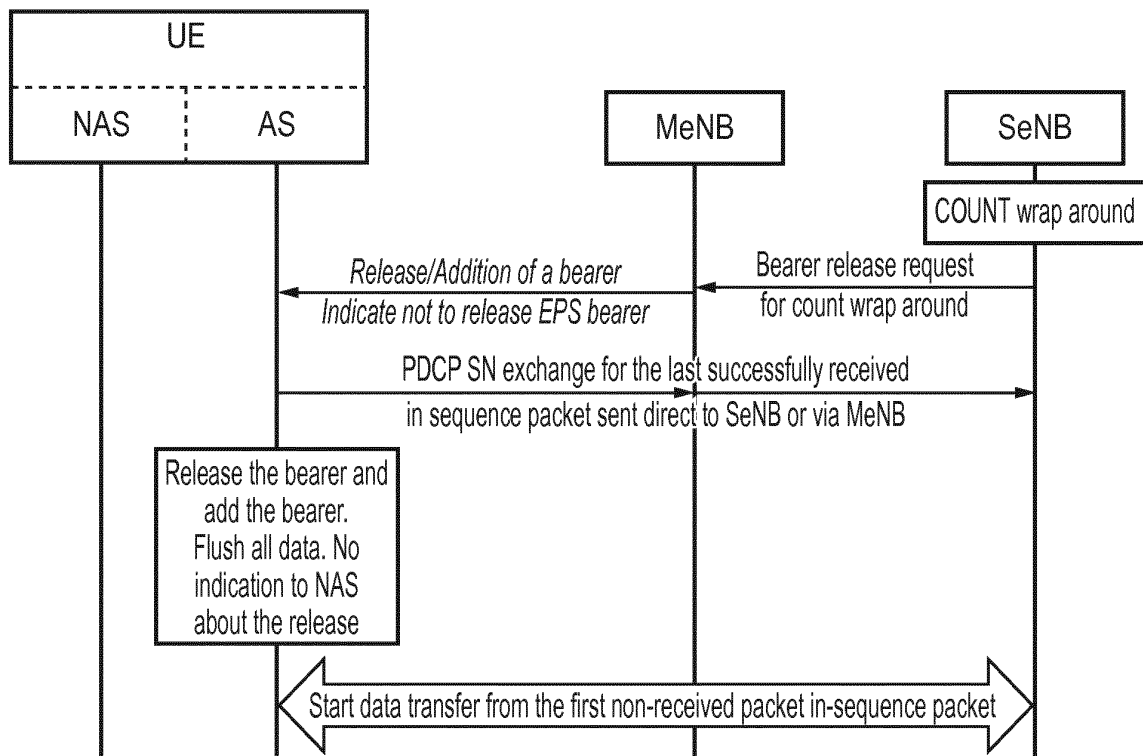 UE
NAS
AS
MeNB
SeNB
COUNT wrap around
Release/Addition of a bearer
Indicate not to release EPS bearer
Bearer release request
for count wrap around
PDCP SN exchange for the last successfully received
in sequence packet sent direct to SeNB or via MeNB
Release the bearer and
add the bearer.
Flush all data. No
indication to NAS
about the release
Start data transfer from the first non-received packet in-sequence packet